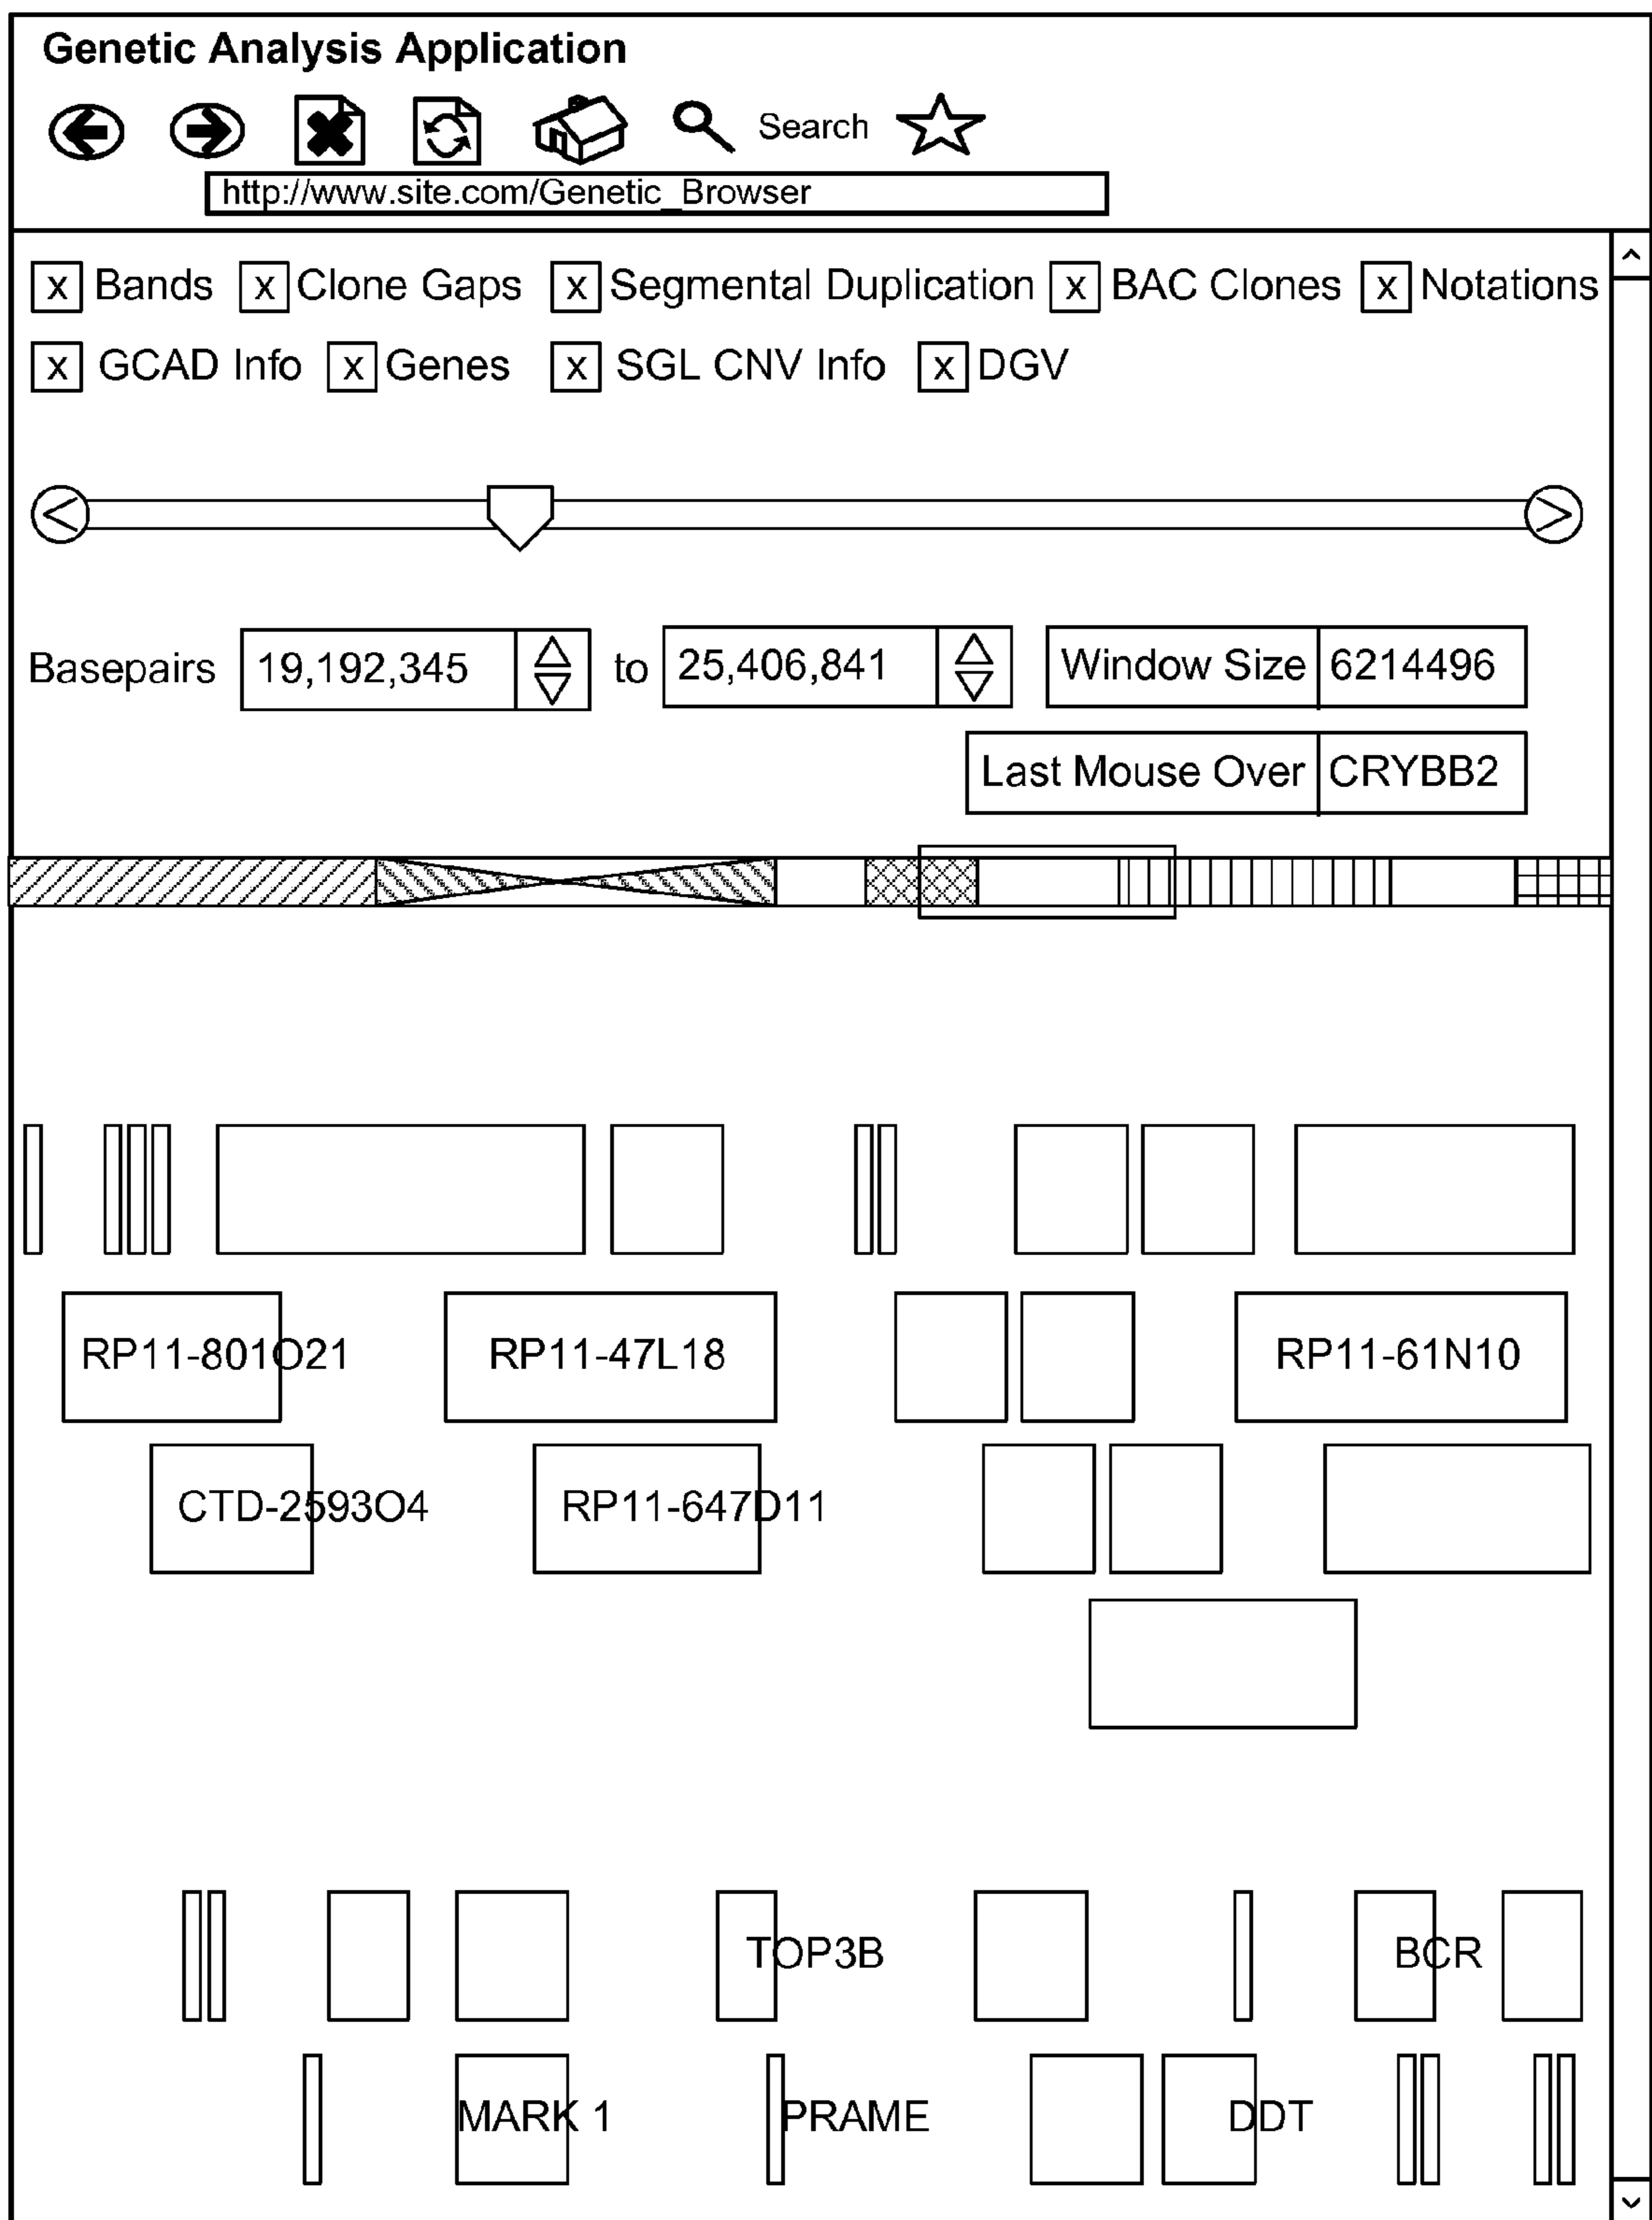 Genetic Analysis Application
Search
http://www.site.com/Genetic_Browser
x Bands x Clone Gaps x Segmental Duplication x BAC Clones x Notations
x GCAD Info x Genes x SGL CNV Info x DGV
< >
Basepairs 19,192,345 to 25,406,841 Window Size 6214496
Last Mouse Over CRYBB2
RP11-801O21 RP11-47L18 RP11-61N10
CTD-2593O4 RP11-647D11
TOP3B BCR
MARK 1 PRAME DDT